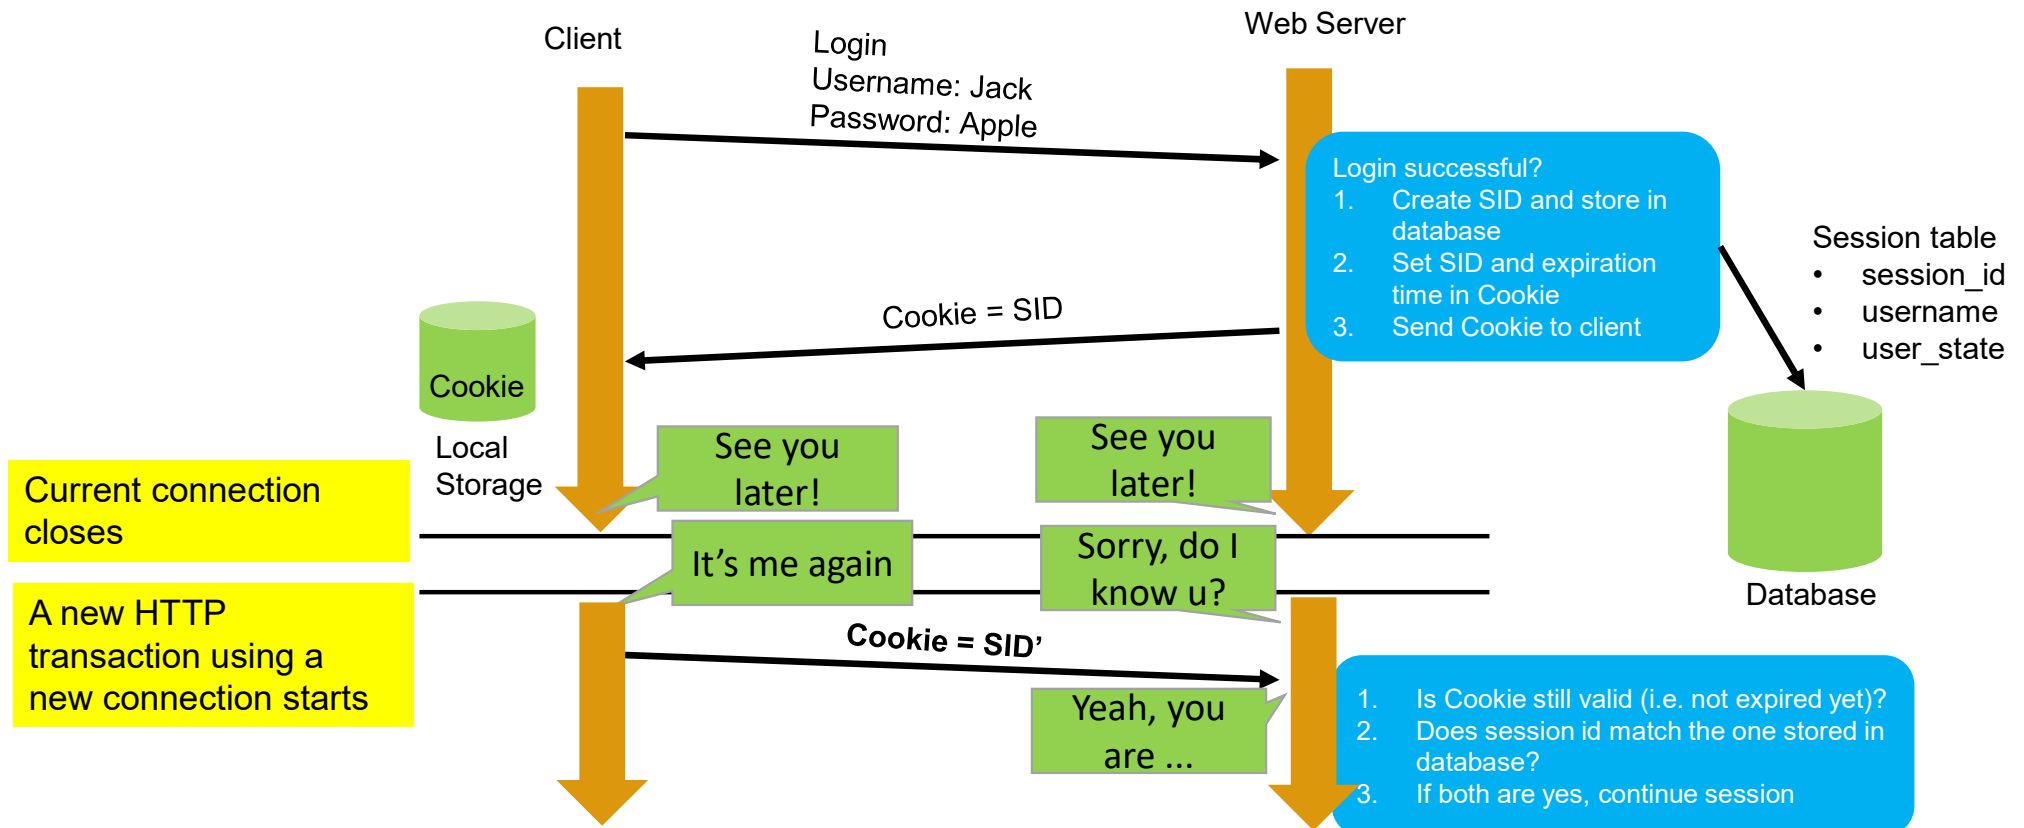 Client
Web Server
Login
Username: Jack
Password: Apple
Login successful?
1. Create SID and store in
database
2. Set SID and expiration
time in Cookie
3. Send Cookie to client
Session table
• session_id
• username
• user_state
Cookie = SID
Cookie
Local
Storage
See you
later!
See you
later!
Current connection
closes
It’s me again
Sorry, do I
know u?
Database
A new HTTP
transaction using a
new connection starts
Cookie = SID’
Yeah, you
are ...
1. Is Cookie still valid (i.e. not expired yet)?
2. Does session id match the one stored in
database?
3. If both are yes, continue session